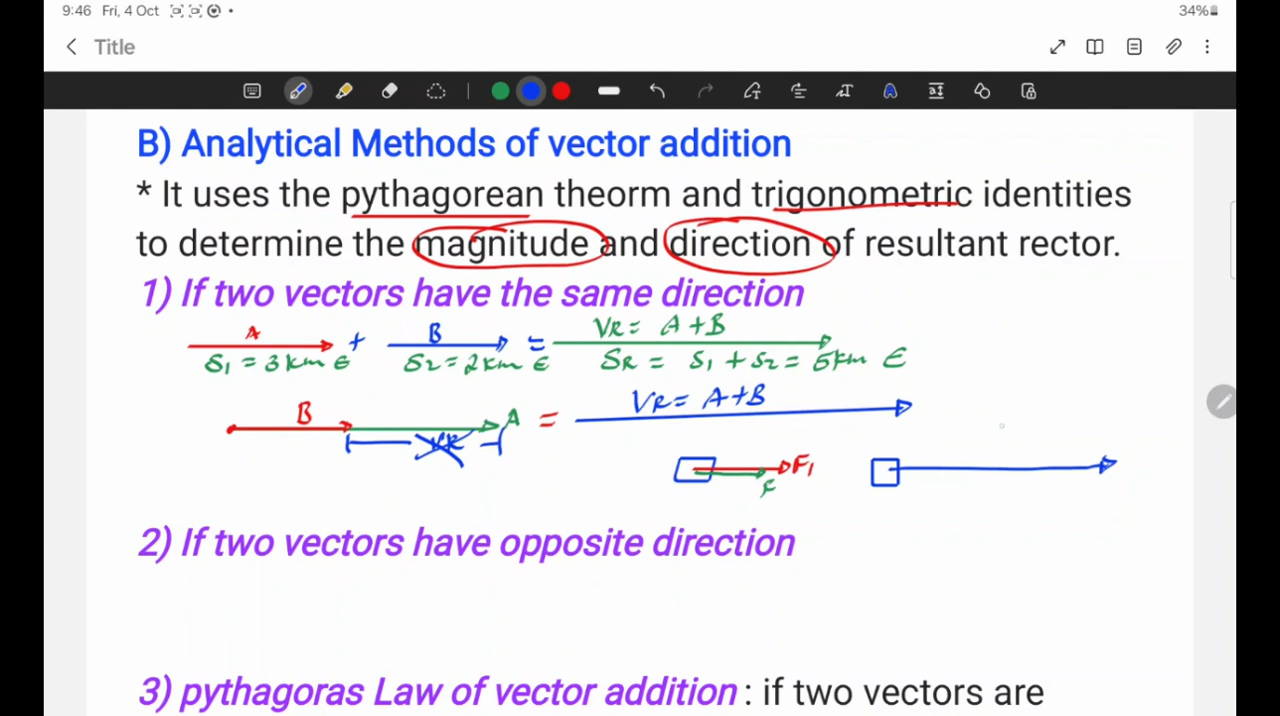 9:46 Fri, 4 Oct
34%
Title
B) Analytical Methods of vector addition
* It uses the pythagorean theorm and trigonometric identities
to determine the magnitude and direction of resultant rector.
1) If two vectors have the same direction
A + B = VR = A+B
S1 = 3km E S2 = 2km E SR = S1 + S2 = 5km E
B A = VR = A+B
VR
F1
F
2) If two vectors have opposite direction
3) pythagoras Law of vector addition : if two vectors are